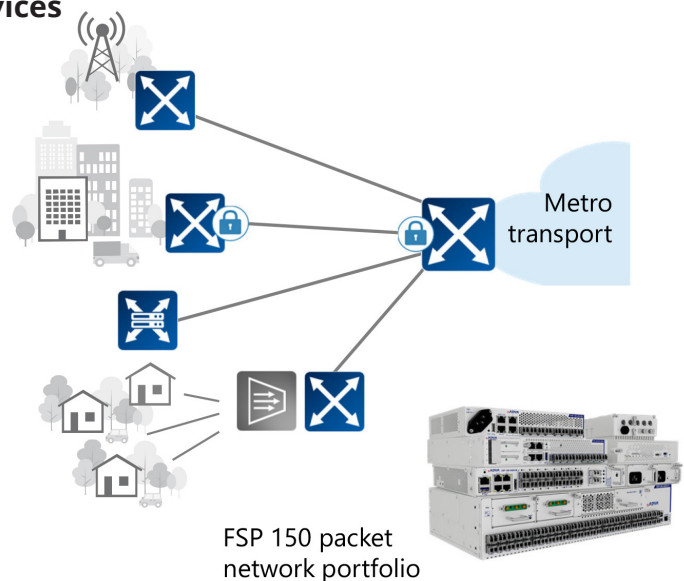 vices
Metro
transport
FSP 150 packet
network portfolio